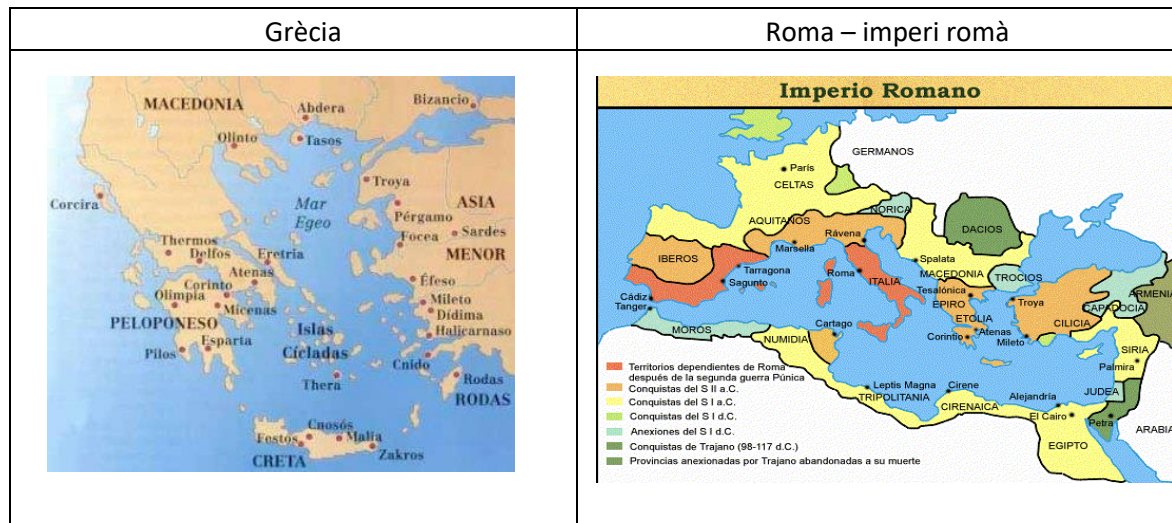 Grècia
Roma – imperi romà
MACEDONIA
Abdera
Bizancio
Olinto
Tasos
Troya
Corcira
Mar
Egeo
ASIA
Pérgamo
Sardes
Focea
MENOR
Thermos
Delfos
Eretria
Atenas
Corinto
Éfeso
Olimpia
Mileto
Micenas
Dídima
PELOPONESO
Islas
Halicarnaso
Esparta
Cícladas
Pilos
Cnido
Thera
Rodas
RODAS
Cnosós
Festos
Malia
Zakros
CRETA
Imperio Romano
GERMANOS
París
CELTAS
NORICA
AQUITANOS
DACIOS
Rávena
IBEROS
Marsella
Spalata
Tarragona
Roma
ITALIA
MACEDONIA
TROCIOS
Sagunto
Tesalónica
ARMENIA
EPIRO
Troya
CAPADOCIA
Cádiz
ETOLIA
Tanger
CILICIA
Cartago
Atenas
MOROS
NUMIDIA
Corintio
Mileto
SIRIA
Palmira
Leptis Magna
Cirene
JUDEA
TRIPOLITANIA
Alejandría
CIRENAICA
El Cairo
Petra
ARABIA
EGIPTO
Territorios dependientes de Roma
después de la segunda guerra Púnica
Conquistas del S II a.C.
Conquistas del S I a.C.
Conquistas del S I d.C.
Anexiones del S I d.C.
Conquistas de Trajano (98-117 d.C.)
Provincias anexionadas por Trajano abandonadas a su muerte